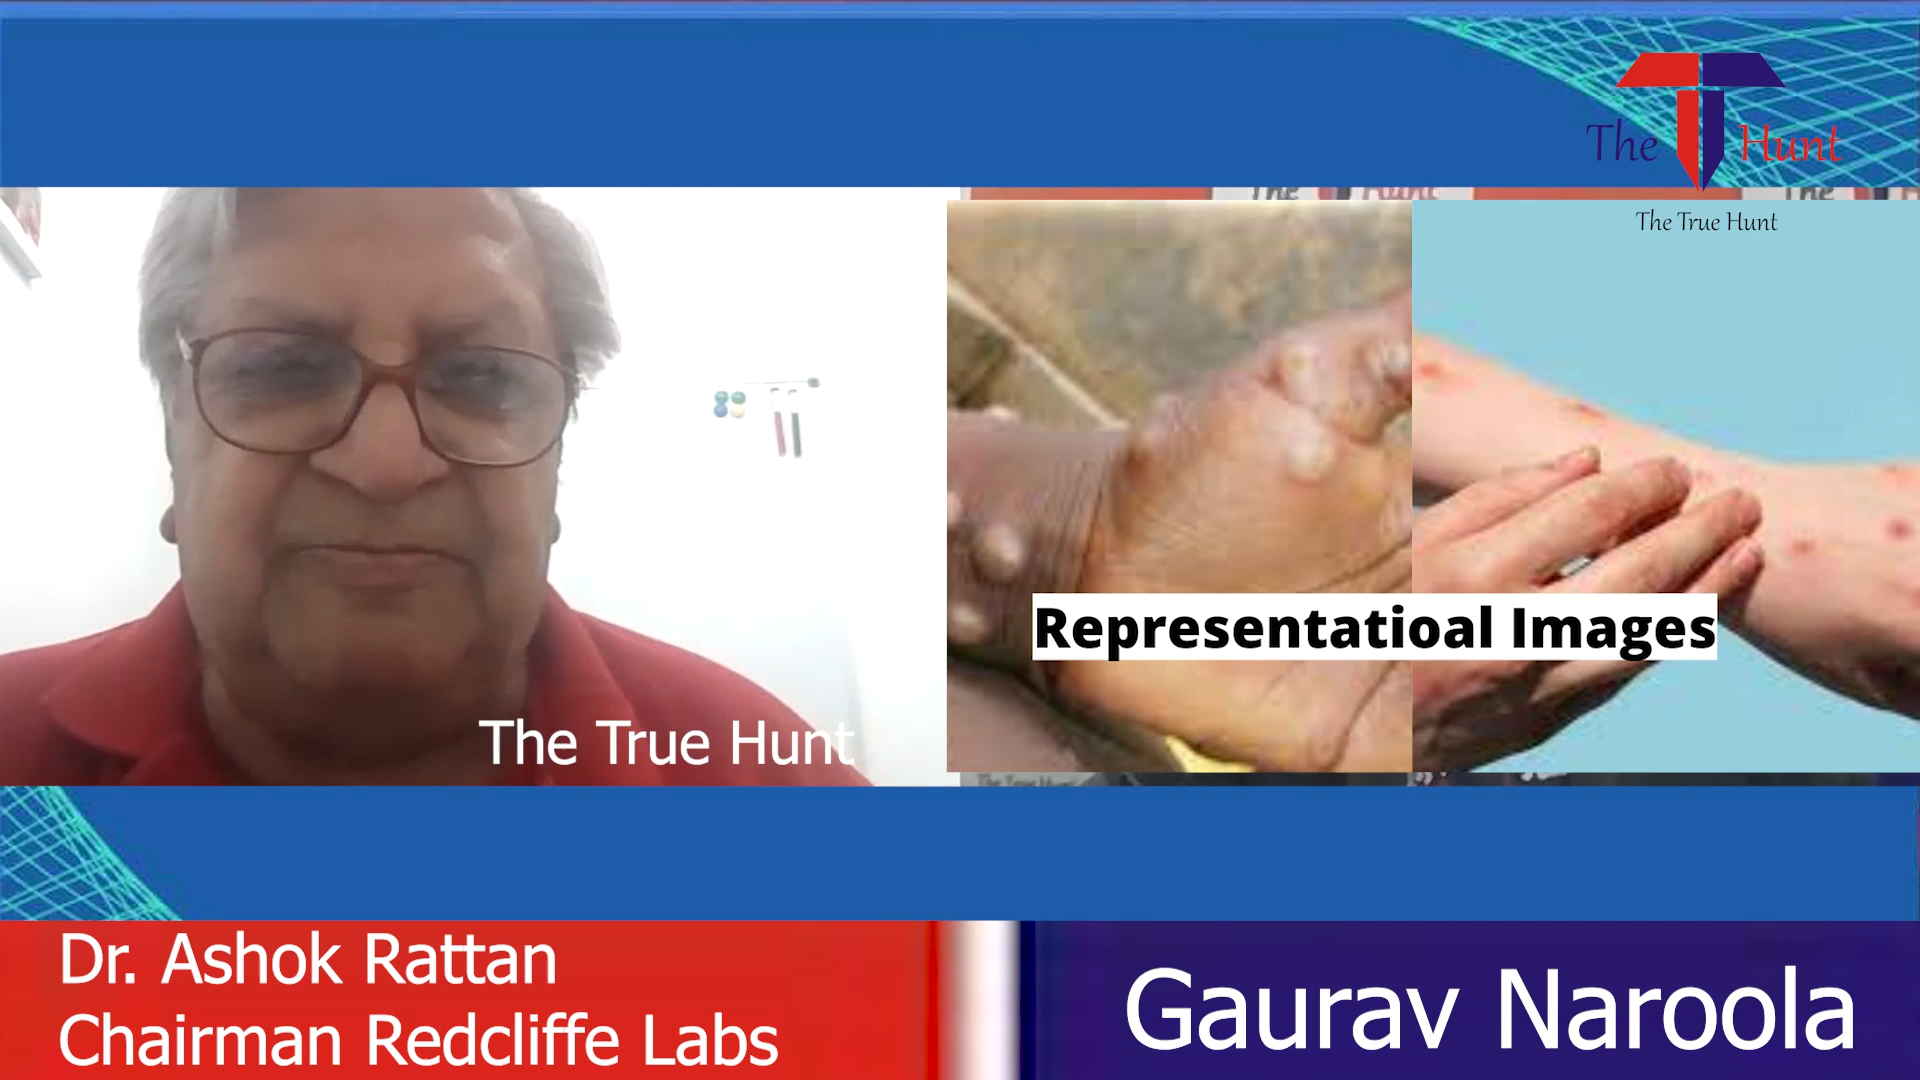 The Hunt
The True Hunt
Representatioal Images
The True Hunt
Dr. Ashok Rattan
Chairman Redcliffe Labs
Gaurav Naroola